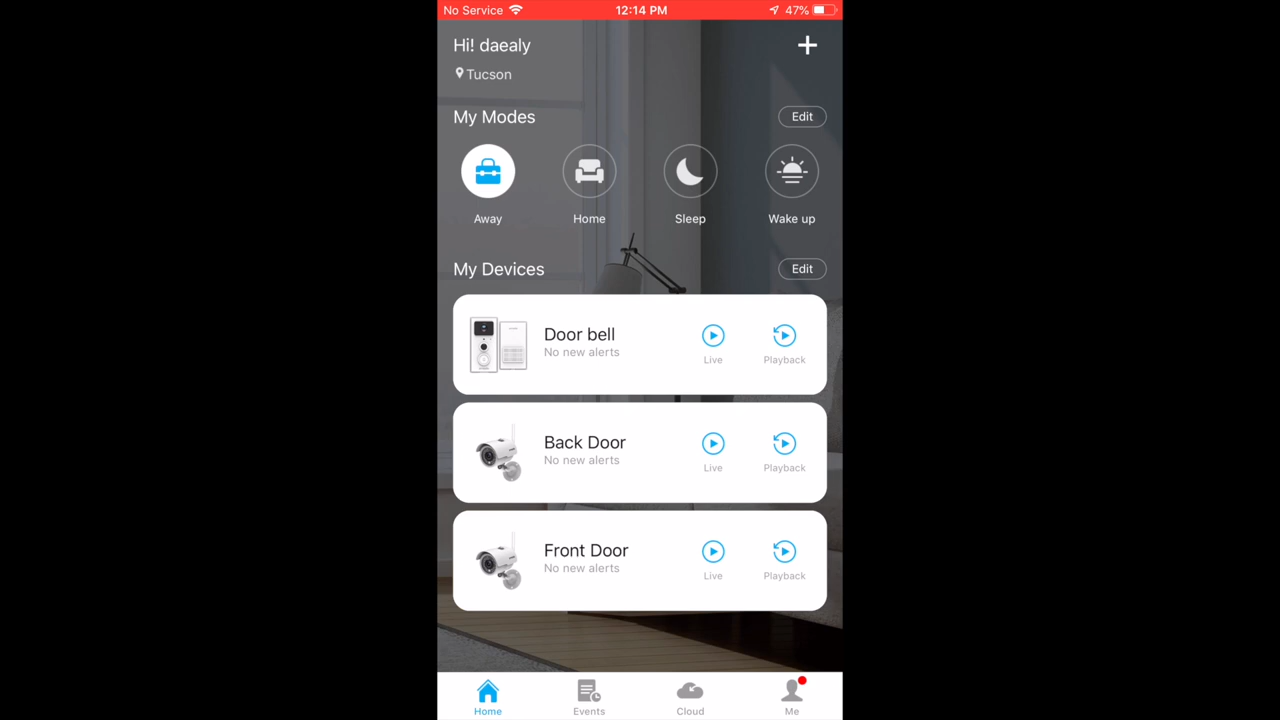 No Service 12:14 PM 47%
Hi! daealy
Tucson
My Modes Edit
Away Home Sleep Wake up
My Devices Edit
Door bell
No new alerts
Live Playback
Back Door
No new alerts
Live Playback
Front Door
No new alerts
Live Playback
Home Events Cloud Me